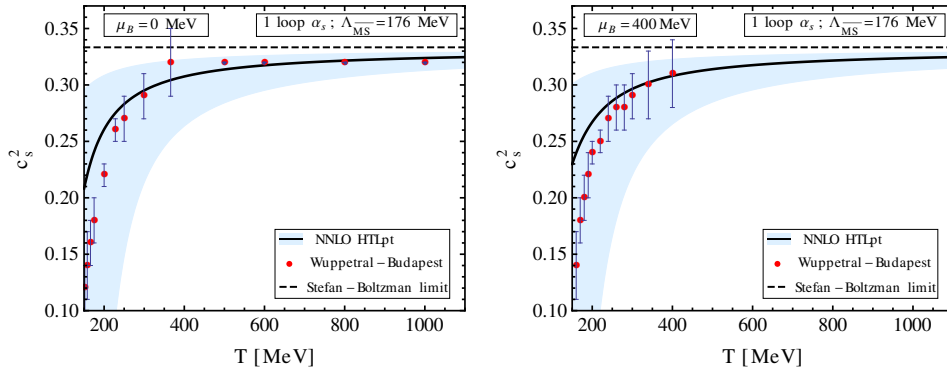 μ_B = 0 MeV
1 loop α_s ; Λ_MS̅ = 176 MeV
0.35
0.30
0.25
0.20
0.15
0.10
c_s^2
NNLO HTLpt
Wuppetral-Budapest
Stefan-Boltzman limit
200 400 600 800 1000
T [MeV]
μ_B = 400 MeV
1 loop α_s ; Λ_MS̅ = 176 MeV
0.35
0.30
0.25
0.20
0.15
0.10
c_s^2
NNLO HTLpt
Wuppetral-Budapest
Stefan-Boltzman limit
200 400 600 800 1000
T [MeV]